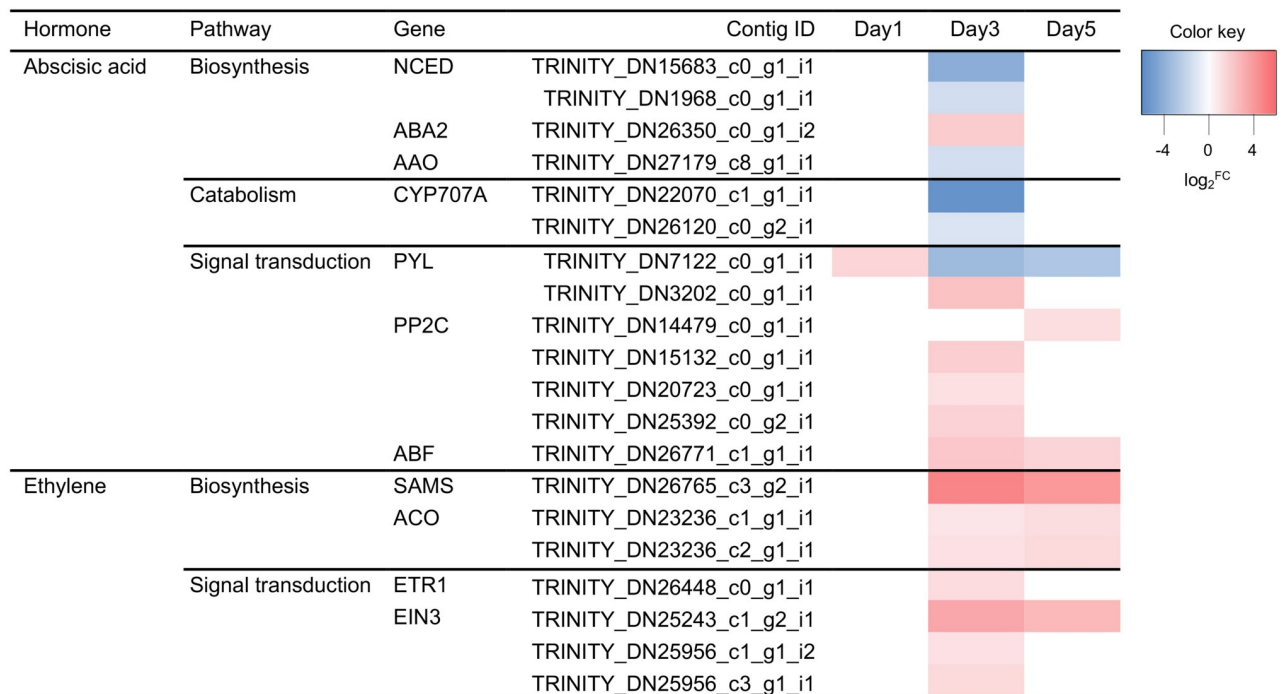 Hormone Pathway Gene Contig ID Day1 Day3 Day5
Abscisic acid Biosynthesis NCED TRINITY_DN15683_c0_g1_i1
TRINITY_DN1968_c0_g1_i1
ABA2 TRINITY_DN26350_c0_g1_i2
AAO TRINITY_DN27179_c8_g1_i1
Catabolism CYP707A TRINITY_DN22070_c1_g1_i1
TRINITY_DN26120_c0_g2_i1
Signal transduction PYL TRINITY_DN7122_c0_g1_i1
TRINITY_DN3202_c0_g1_i1
PP2C TRINITY_DN14479_c0_g1_i1
TRINITY_DN15132_c0_g1_i1
TRINITY_DN20723_c0_g1_i1
TRINITY_DN25392_c0_g2_i1
ABF TRINITY_DN26771_c1_g1_i1
Ethylene Biosynthesis SAMS TRINITY_DN26765_c3_g2_i1
ACO TRINITY_DN23236_c1_g1_i1
TRINITY_DN23236_c2_g1_i1
Signal transduction ETR1 TRINITY_DN26448_c0_g1_i1
EIN3 TRINITY_DN25243_c1_g2_i1
TRINITY_DN25956_c1_g1_i2
TRINITY_DN25956_c3_g1_i1
Color key
-4 0 4
log₂FC